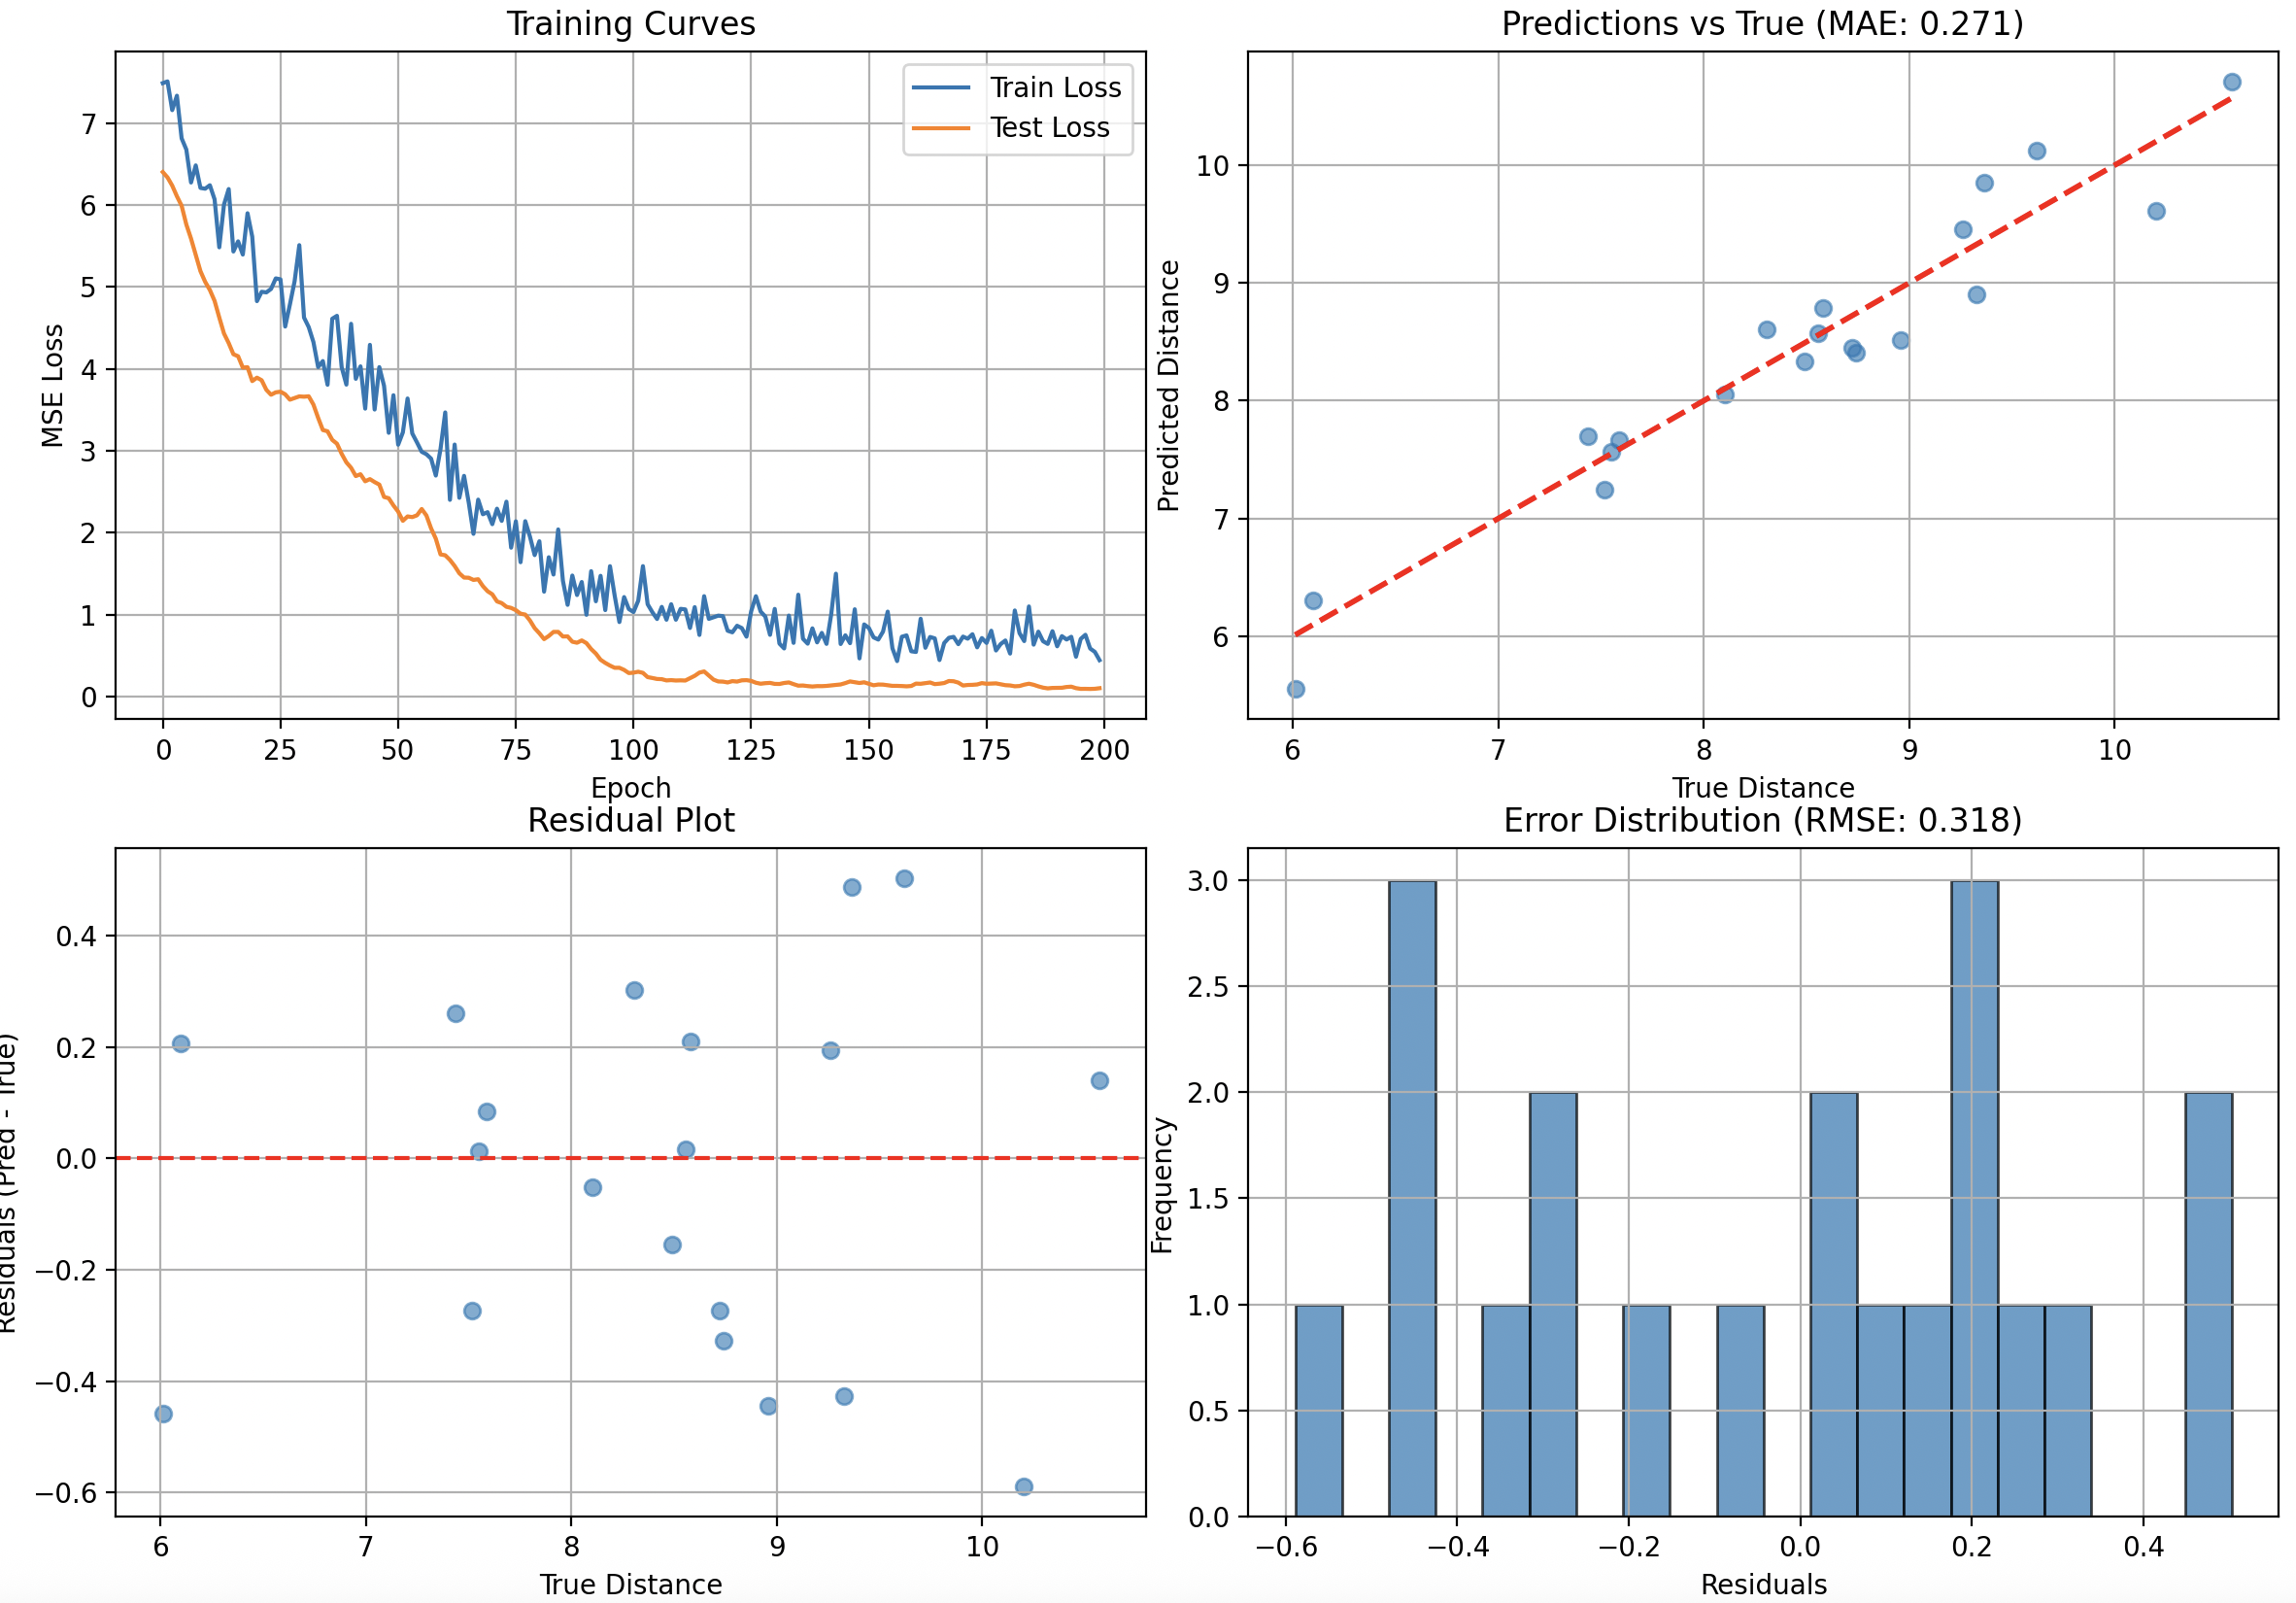 Training Curves
Train Loss
Test Loss
7
6
5
4
3
2
1
0
MSE Loss
0 25 50 75 100 125 150 175 200
Epoch
Predictions vs True (MAE: 0.271)
10
9
8
7
6
Predicted Distance
6 7 8 9 10
True Distance
Residual Plot
0.4
0.2
0.0
−0.2
−0.4
−0.6
Residuals (Pred - True)
6 7 8 9 10
True Distance
Error Distribution (RMSE: 0.318)
3.0
2.5
2.0
1.5
1.0
0.5
0.0
Frequency
−0.6 −0.4 −0.2 0.0 0.2 0.4
Residuals